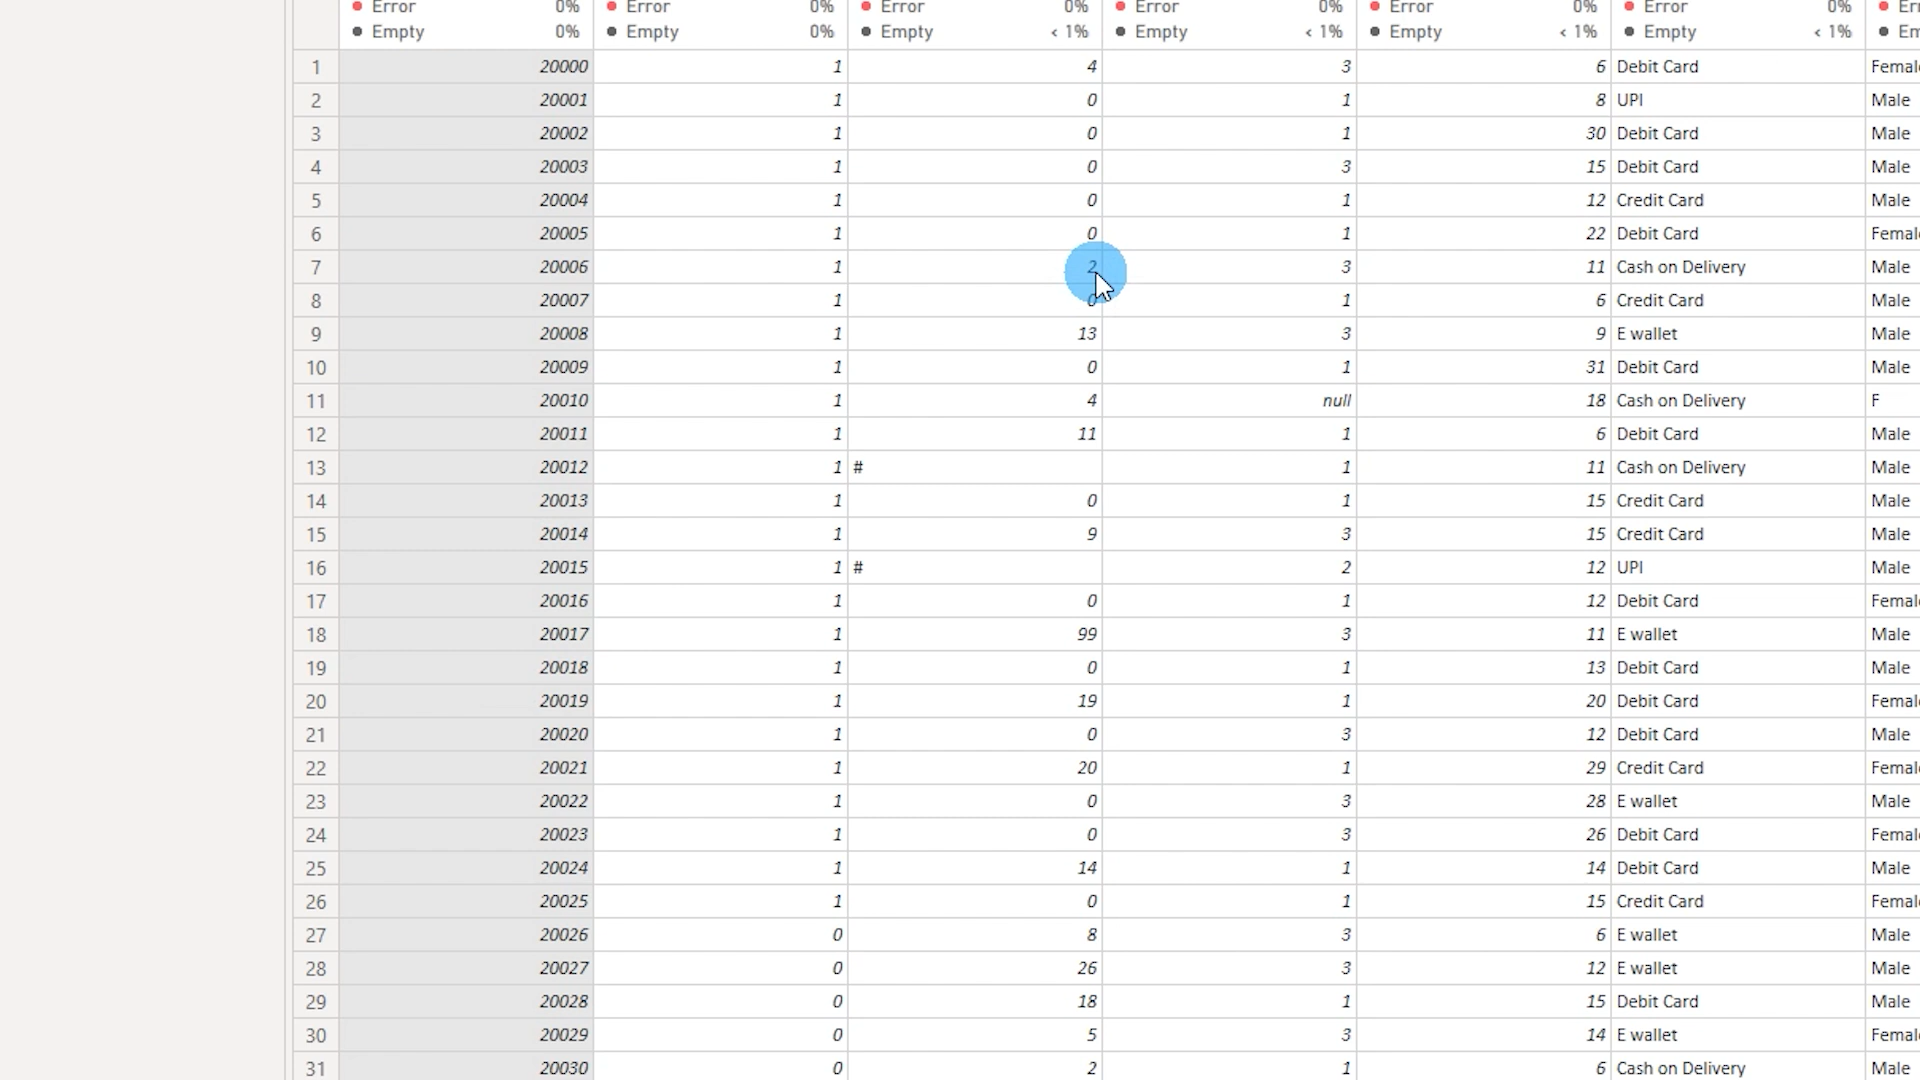 Error 0% Error 0% Error 0% Error 0% Error 0% Error 0% Er
Empty 0% Empty 0% Empty < 1% Empty < 1% Empty < 1% Empty < 1% Em
1 20000 1 4 3 6 Debit Card Female
2 20001 1 0 1 8 UPI Male
3 20002 1 0 1 30 Debit Card Male
4 20003 1 0 3 15 Debit Card Male
5 20004 1 0 1 12 Credit Card Male
6 20005 1 0 1 22 Debit Card Female
7 20006 1 2 3 11 Cash on Delivery Male
8 20007 1 0 1 6 Credit Card Male
9 20008 1 13 3 9 E wallet Male
10 20009 1 0 1 31 Debit Card Male
11 20010 1 4 null 18 Cash on Delivery F
12 20011 1 11 1 6 Debit Card Male
13 20012 1 # 1 11 Cash on Delivery Male
14 20013 1 0 1 15 Credit Card Male
15 20014 1 9 3 15 Credit Card Male
16 20015 1 # 2 12 UPI Male
17 20016 1 0 1 12 Debit Card Female
18 20017 1 99 3 11 E wallet Male
19 20018 1 0 1 13 Debit Card Male
20 20019 1 19 1 20 Debit Card Female
21 20020 1 0 3 12 Debit Card Male
22 20021 1 20 1 29 Credit Card Female
23 20022 1 0 3 28 E wallet Male
24 20023 1 0 3 26 Debit Card Female
25 20024 1 14 1 14 Debit Card Male
26 20025 1 0 1 15 Credit Card Female
27 20026 0 8 3 6 E wallet Male
28 20027 0 26 3 12 E wallet Male
29 20028 0 18 1 15 Debit Card Male
30 20029 0 5 3 14 E wallet Female
31 20030 0 2 1 6 Cash on Delivery Male